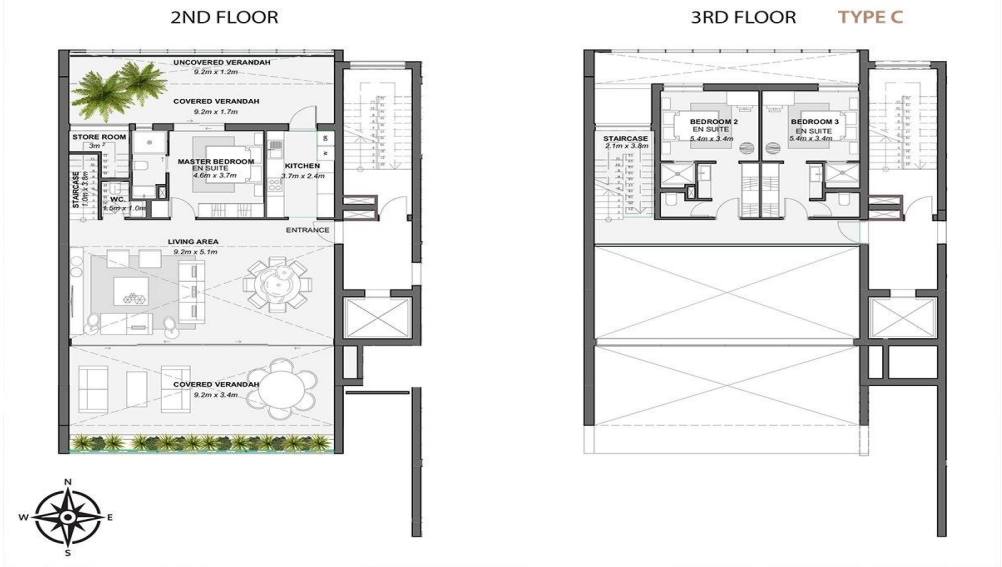 2ND FLOOR
3RD FLOOR
TYPE C
UNCOVERED VERANDAH
9.2m x 1.2m
COVERED VERANDAH
9.2m x 1.7m
STORE ROOM
3m²
MASTER BEDROOM
EN SUITE
4.6m x 3.7m
KITCHEN
3.7m x 2.4m
STAIRCASE
1.0m x 3.8m
WC.
1.5m x 1.0m
ENTRANCE
LIVING AREA
9.2m x 5.1m
COVERED VERANDAH
9.2m x 3.4m
STAIRCASE
2.1m x 3.8m
BEDROOM 2
EN SUITE
5.4m x 3.4m
BEDROOM 3
EN SUITE
5.4m x 3.4m
N
W
E
S